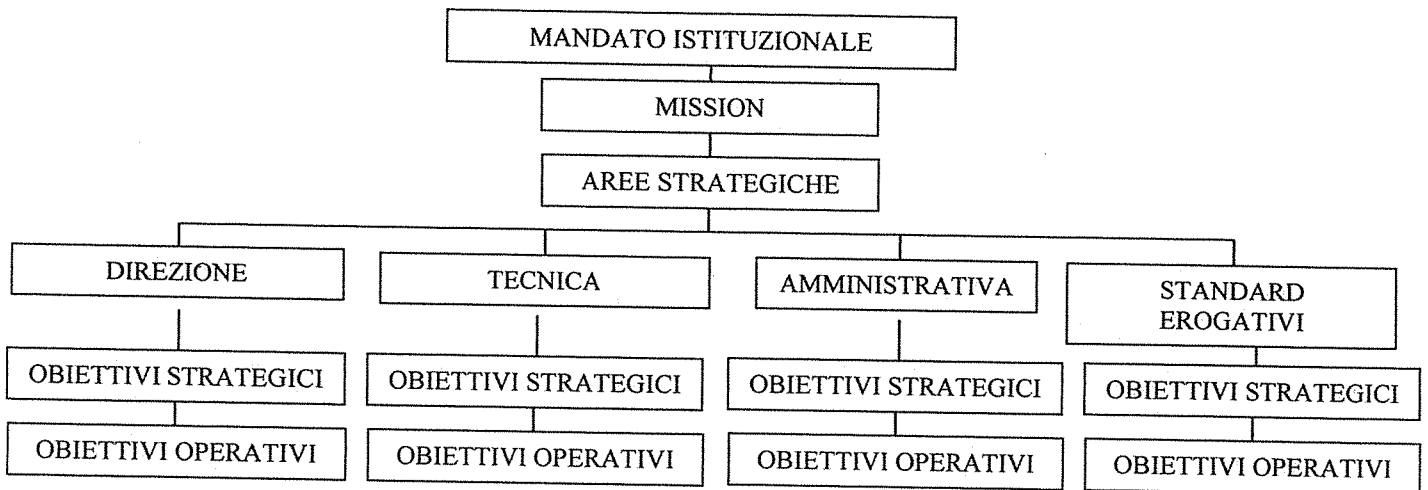 MANDATO ISTITUZIONALE
MISSION
AREE STRATEGICHE
DIREZIONE
TECNICA
AMMINISTRATIVA
STANDARD
EROGATIVI
OBIETTIVI STRATEGICI
OBIETTIVI STRATEGICI
OBIETTIVI STRATEGICI
OBIETTIVI STRATEGICI
OBIETTIVI OPERATIVI
OBIETTIVI OPERATIVI
OBIETTIVI OPERATIVI
OBIETTIVI OPERATIVI